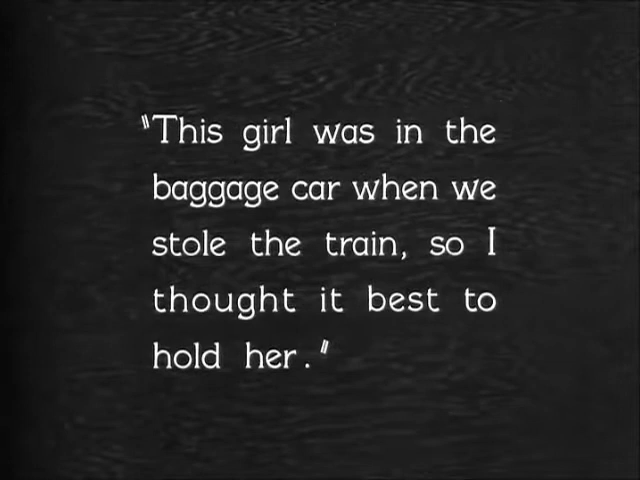 "This girl was in the
baggage car when we
stole the train, so I
thought it best to
hold her."